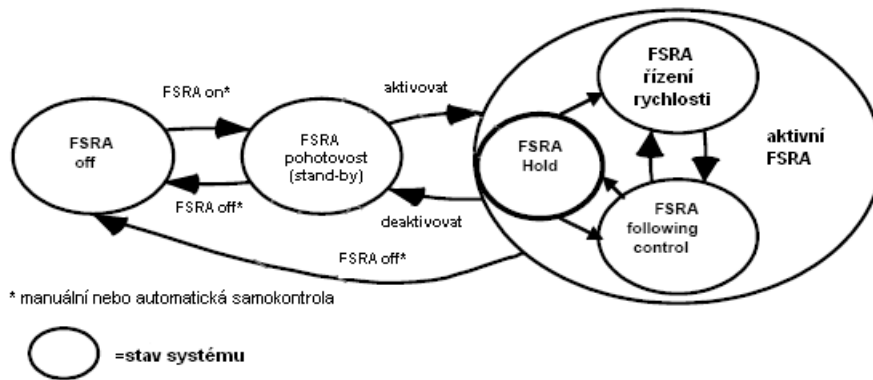 FSRA
off
FSRA on*
FSRA off*
FSRA
pohotovost
(stand-by)
aktivovat
deaktivovat
FSRA off*
FSRA
Hold
FSRA
řízení
rychlosti
FSRA
following
control
aktivní
FSRA
* manuální nebo automatická samokontrola
=stav systému